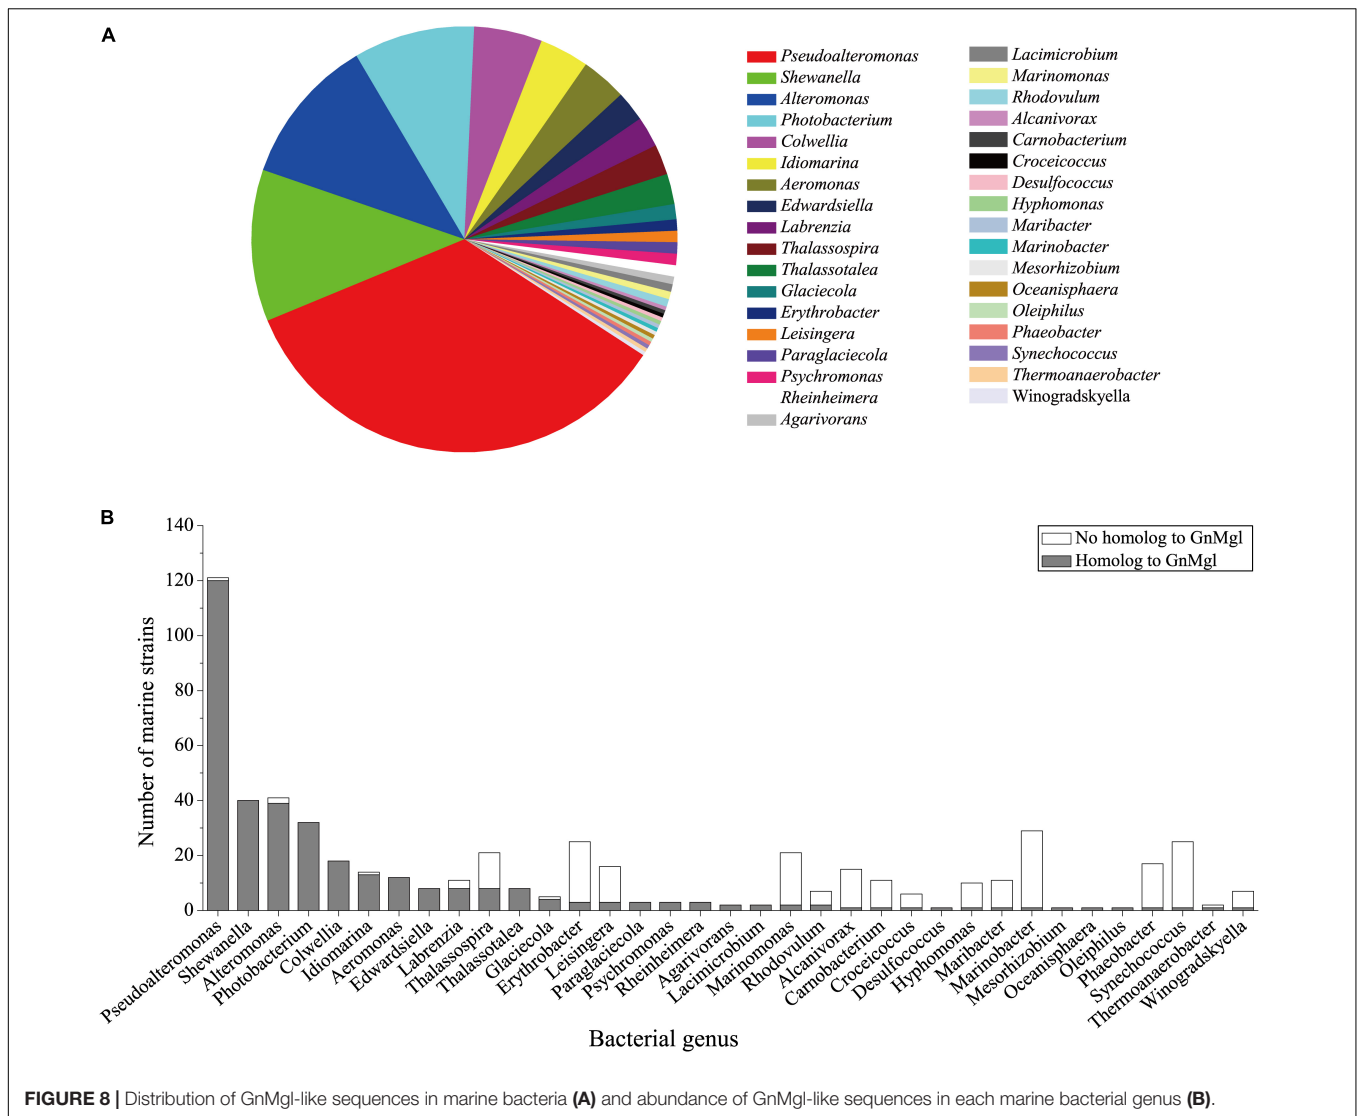 A
Pseudoalteromonas
Shewanella
Alteromonas
Photobacterium
Colwellia
Idiomarina
Aeromonas
Edwardsiella
Labrenzia
Thalassospira
Thalassotalea
Glaciecola
Erythrobacter
Leisingera
Paraglaciecola
Psychromonas
Rheinheimera
Agarivorans
Lacimicrobium
Marinomonas
Rhodovulum
Alcanivorax
Carnobacterium
Croceicoccus
Desulfococcus
Hyphomonas
Maribacter
Marinobacter
Mesorhizobium
Oceanisphaera
Oleiphilus
Phaeobacter
Synechococcus
Thermoanaerobacter
Winogradskyella
B
No homolog to GnMgl
Homolog to GnMgl
Number of marine strains
140
120
100
80
60
40
20
0
Pseudoalteromonas
Shewanella
Alteromonas
Photobacterium
Colwellia
Idiomarina
Aeromonas
Edwardsiella
Labrenzia
Thalassospira
Thalassotalea
Glaciecola
Erythrobacter
Leisingera
Paraglaciecola
Psychromonas
Rheinheimera
Agarivorans
Lacimicrobium
Marinomonas
Rhodovulum
Alcanivorax
Carnobacterium
Croceicoccus
Desulfococcus
Hyphomonas
Maribacter
Marinobacter
Mesorhizobium
Oceanisphaera
Oleiphilus
Phaeobacter
Synechococcus
Thermoanaerobacter
Winogradskyella
Bacterial genus
FIGURE 8 | Distribution of GnMgl-like sequences in marine bacteria (A) and abundance of GnMgl-like sequences in each marine bacterial genus (B).